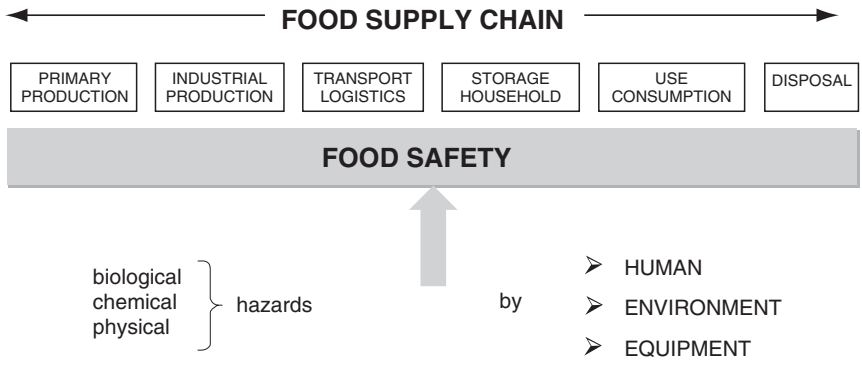 FOOD SUPPLY CHAIN
PRIMARY
PRODUCTION
INDUSTRIAL
PRODUCTION
TRANSPORT
LOGISTICS
STORAGE
HOUSEHOLD
USE
CONSUMPTION
DISPOSAL
FOOD SAFETY
biological
chemical
physical
hazards
by
HUMAN
ENVIRONMENT
EQUIPMENT